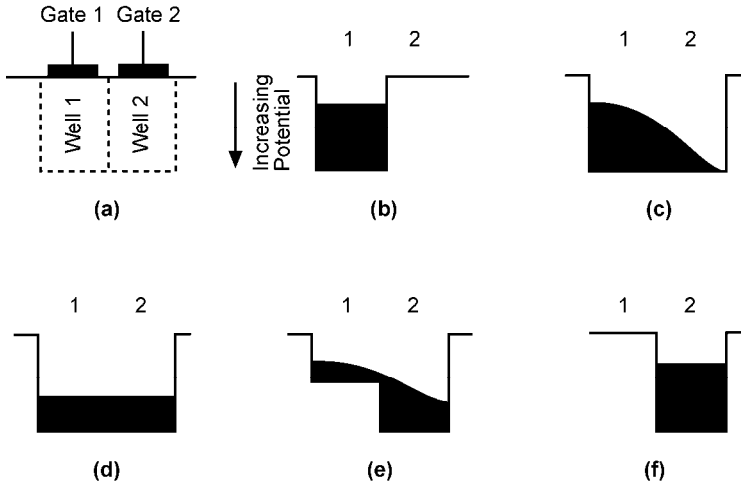 Gate 1 Gate 2
Well 1
Well 2
Increasing
Potential
(a)
1 2
(b)
1 2
(c)
1 2
(d)
1 2
(e)
1 2
(f)